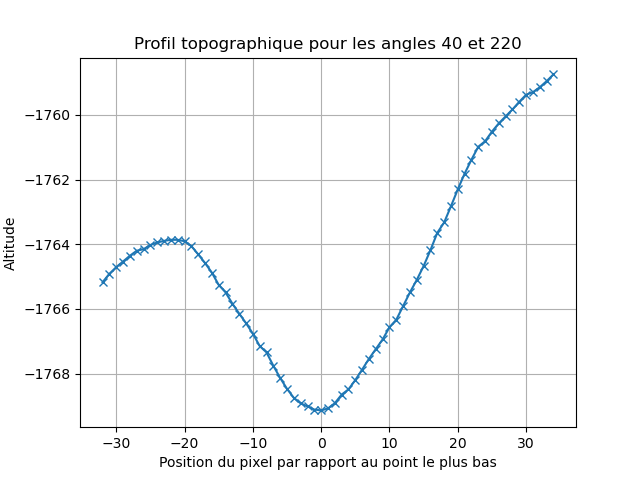 Profil topographique pour les angles 40 et 220
Altitude
−1760
−1762
−1764
−1766
−1768
−30 −20 −10 0 10 20 30
Position du pixel par rapport au point le plus bas